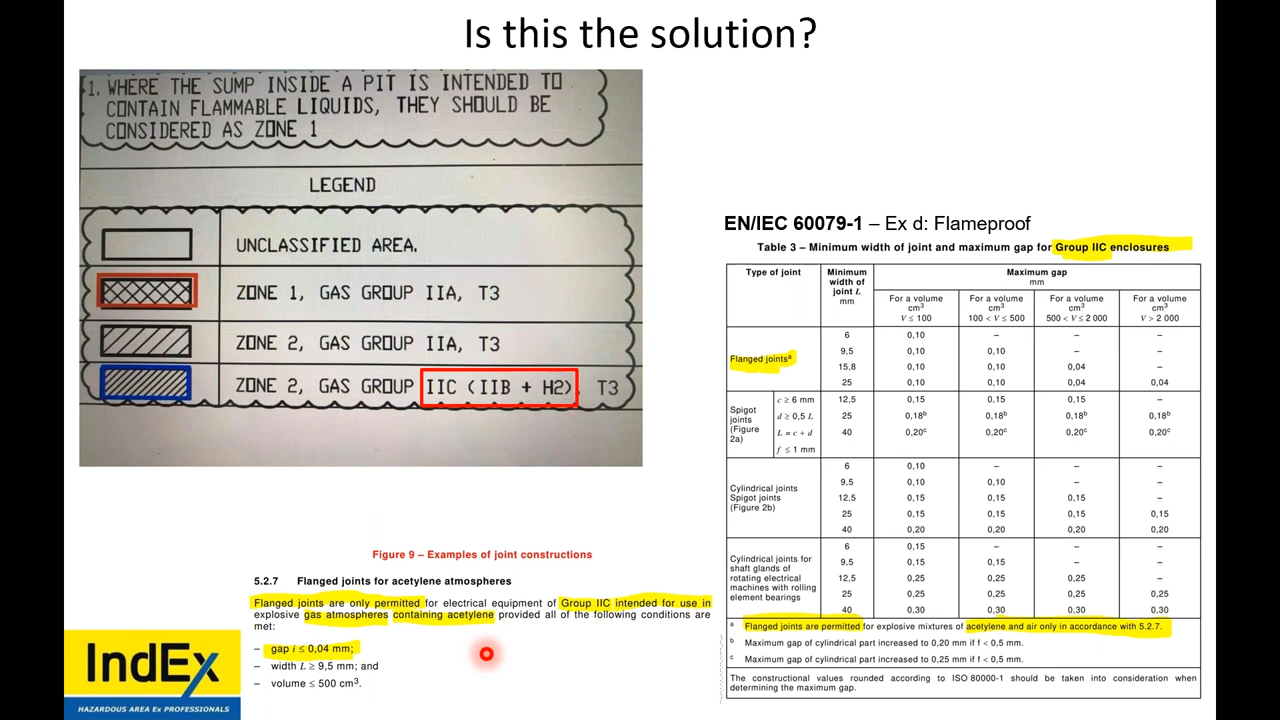 Is this the solution?
1. WHERE THE SUMP INSIDE A PIT IS INTENDED TO
CONTAIN FLAMMABLE LIQUIDS, THEY SHOULD BE
CONSIDERED AS ZONE 1
LEGEND
UNCLASSIFIED AREA.
ZONE 1, GAS GROUP IIA, T3
ZONE 2, GAS GROUP IIA, T3
ZONE 2, GAS GROUP IIC (IIB + H2), T3
EN/IEC 60079-1 – Ex d: Flameproof
Table 3 – Minimum width of joint and maximum gap for Group IIC enclosures
Type of joint
Minimum
width of
joint L
mm
Maximum gap
mm
For a volume
cm³
V ≤ 100
For a volume
cm³
100 < V ≤ 500
For a volume
cm³
500 < V ≤ 2 000
For a volume
cm³
V > 2 000
Flanged jointsᵃ
6 0,10 – – –
9,5 0,10 0,10 – –
15,8 0,10 0,10 0,04 –
25 0,10 0,10 0,04 0,04
Spigot
joints
(Figure
2a)
c ≥ 6 mm 12,5 0,15 0,15 0,15 –
d ≥ 0,5 L 25 0,18ᵇ 0,18ᵇ 0,18ᵇ 0,18ᵇ
L = c + d 40 0,20ᶜ 0,20ᶜ 0,20ᶜ 0,20ᶜ
f ≤ 1 mm
Cylindrical joints
Spigot joints
(Figure 2b)
6 0,10 – – –
9,5 0,10 0,10 – –
12,5 0,15 0,15 0,15 –
25 0,15 0,15 0,15 0,15
40 0,20 0,20 0,20 0,20
Cylindrical joints for
shaft glands of
rotating electrical
machines with rolling
element bearings
6 0,15 – – –
9,5 0,15 0,15 – –
12,5 0,25 0,25 0,25 –
25 0,25 0,25 0,25 0,25
40 0,30 0,30 0,30 0,30
ᵃ Flanged joints are permitted for explosive mixtures of acetylene and air only in accordance with 5.2.7.
ᵇ Maximum gap of cylindrical part increased to 0,20 mm if f < 0,5 mm.
ᶜ Maximum gap of cylindrical part increased to 0,25 mm if f < 0,5 mm.
The constructional values rounded according to ISO 80000-1 should be taken into consideration when
determining the maximum gap.
Figure 9 – Examples of joint constructions
5.2.7 Flanged joints for acetylene atmospheres
Flanged joints are only permitted for electrical equipment of Group IIC intended for use in
explosive gas atmospheres containing acetylene provided all of the following conditions are
met:
– gap i ≤ 0,04 mm;
– width L ≥ 9,5 mm; and
– volume ≤ 500 cm³.
IndEx
HAZARDOUS AREA Ex PROFESSIONALS